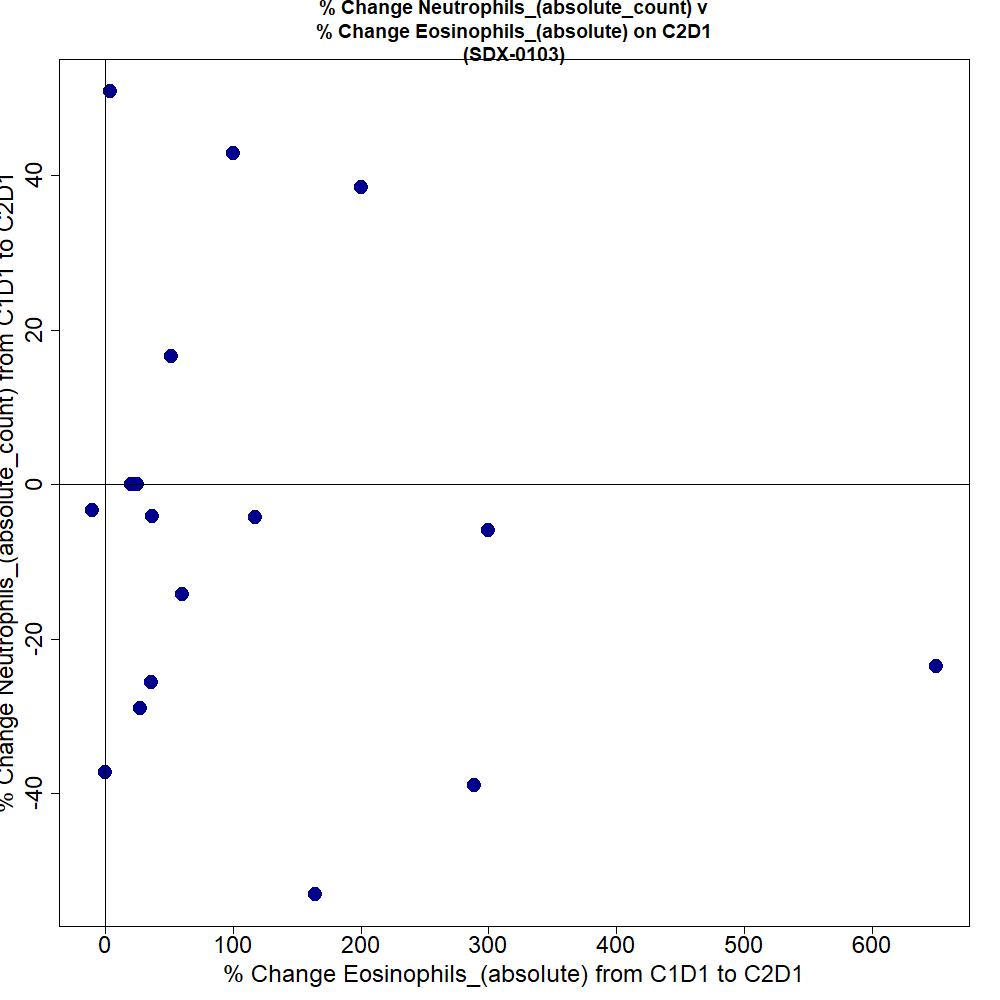 % Change Neutrophils_(absolute_count) v
% Change Eosinophils_(absolute) on C2D1
(SDX-0103)
% Change Neutrophils_(absolute_count) from C1D1 to C2D1
40
20
0
-20
-40
0 100 200 300 400 500 600
% Change Eosinophils_(absolute) from C1D1 to C2D1